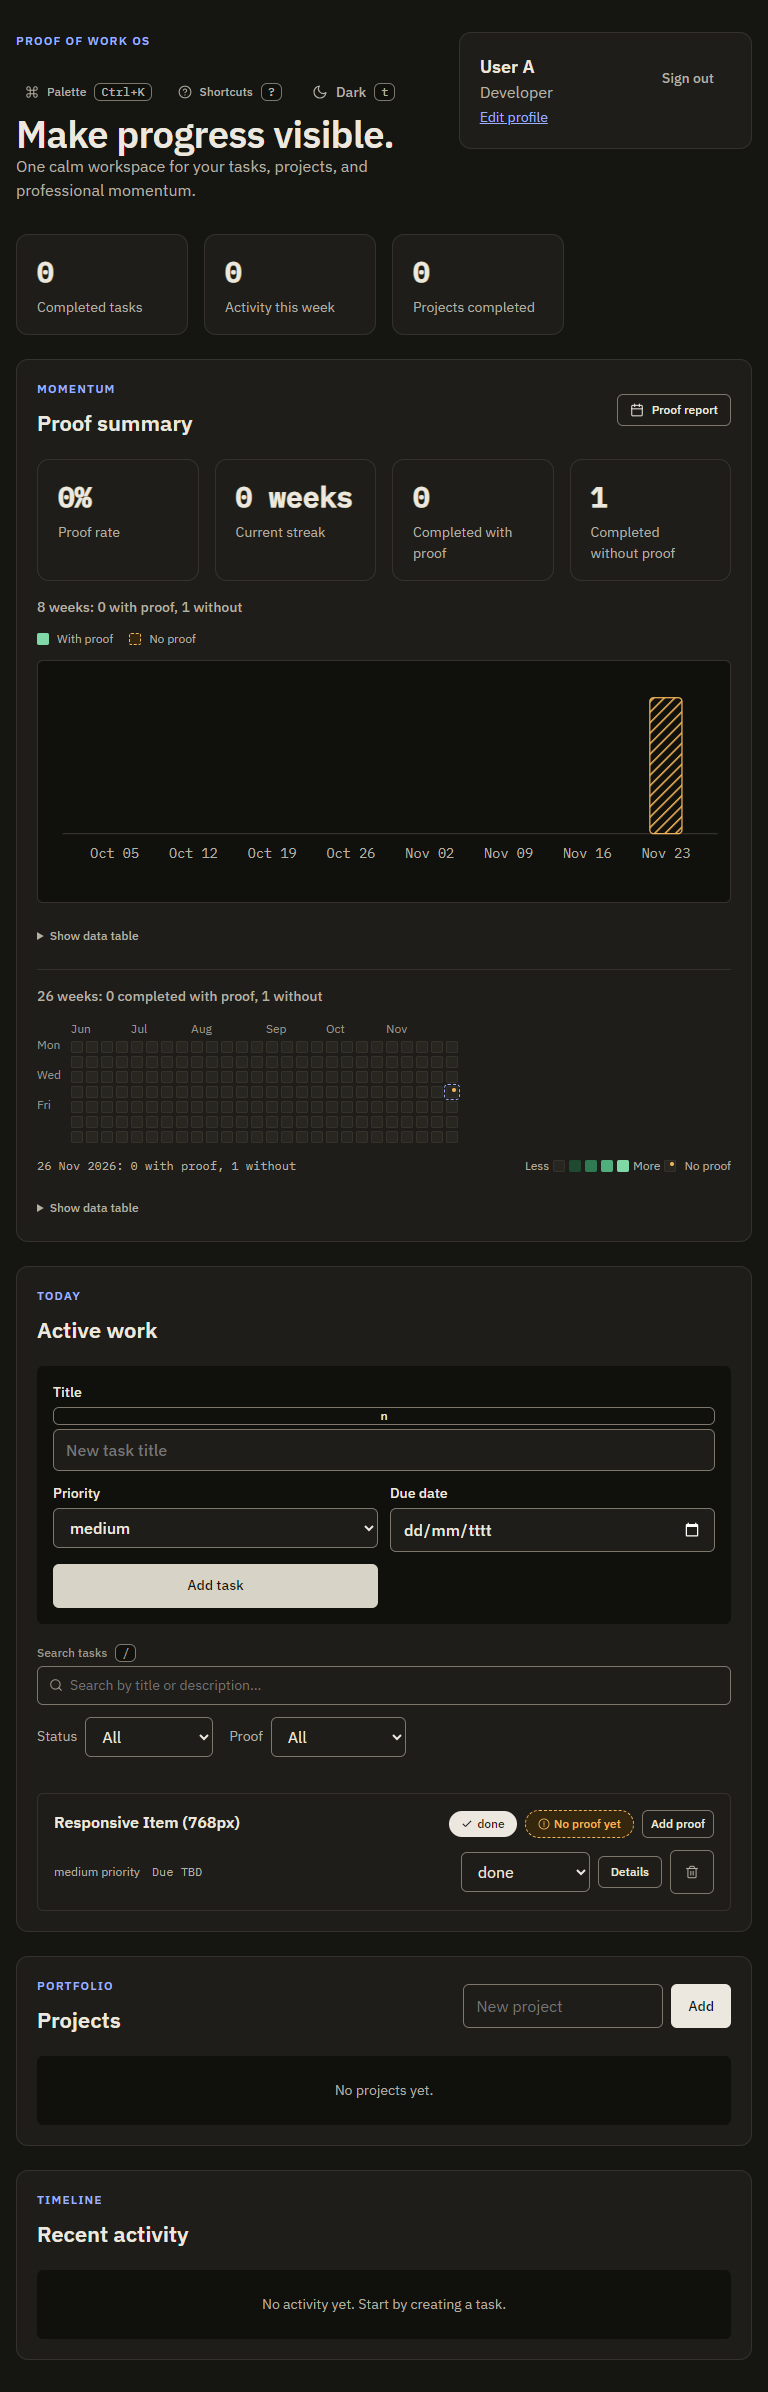 PROOF OF WORK OS
Palette Ctrl+K Shortcuts ? Dark t
Make progress visible.
One calm workspace for your tasks, projects, and
professional momentum.
User A
Developer
Edit profile
Sign out
0
Completed tasks
0
Activity this week
0
Projects completed
MOMENTUM
Proof summary
Proof report
0%
Proof rate
0 weeks
Current streak
0
Completed with
proof
1
Completed
without proof
8 weeks: 0 with proof, 1 without
With proof No proof
Oct 05 Oct 12 Oct 19 Oct 26 Nov 02 Nov 09 Nov 16 Nov 23
Show data table
26 weeks: 0 completed with proof, 1 without
Jun Jul Aug Sep Oct Nov
Mon
Wed
Fri
26 Nov 2026: 0 with proof, 1 without
Less More No proof
Show data table
TODAY
Active work
Title
n
New task title
Priority
medium
Due date
dd/mm/tttt
Add task
Search tasks /
Search by title or description...
Status All Proof All
Responsive Item (768px)
done No proof yet Add proof
medium priority Due TBD
done Details
PORTFOLIO
Projects
New project Add
No projects yet.
TIMELINE
Recent activity
No activity yet. Start by creating a task.